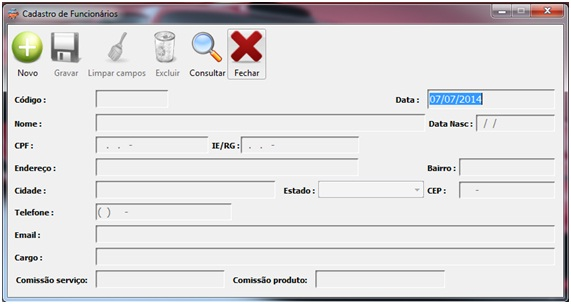 Cadastro de Funcionários
Novo Gravar Limpar campos Excluir Consultar Fechar
Código : Data : 07/07/2014
Nome : Data Nasc : / /
CPF : . . - IE/RG : . . -
Endereço : Bairro :
Cidade : Estado : CEP : -
Telefone : ( ) -
Email :
Cargo :
Comissão serviço: Comissão produto: